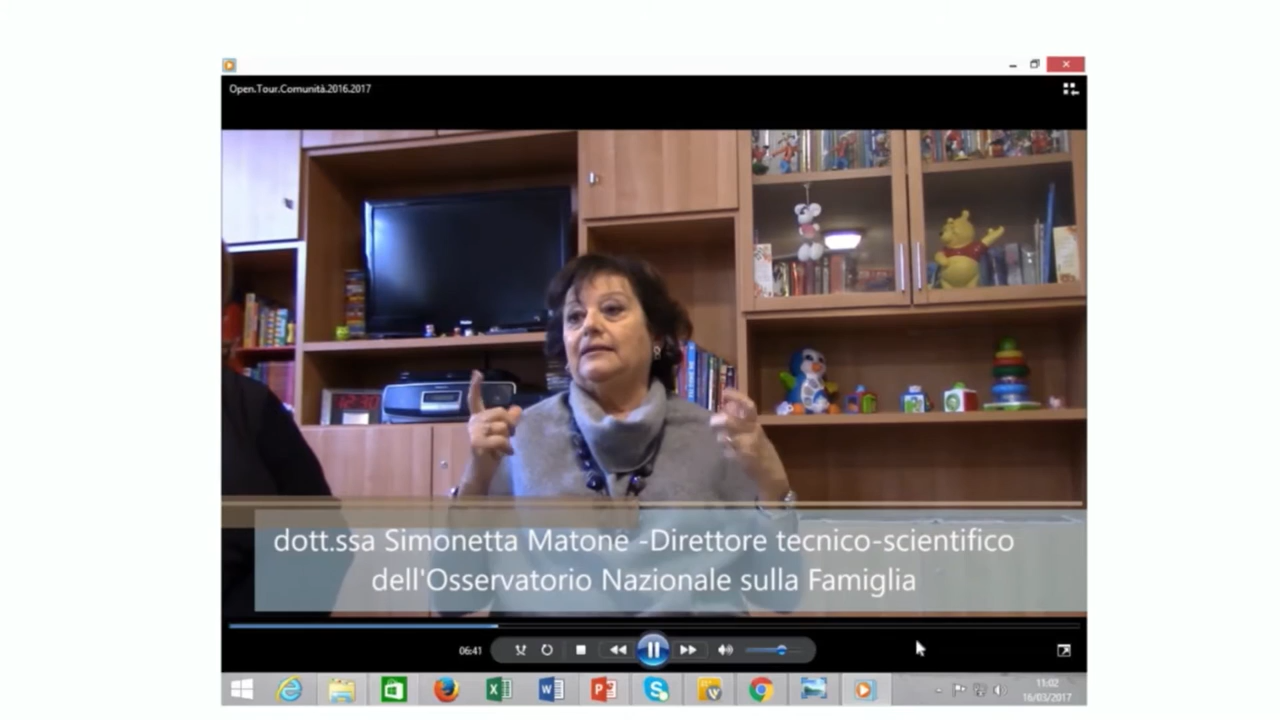 Open.Tour.Comunità.2016.2017
dott.ssa Simonetta Matone -Direttore tecnico-scientifico
dell'Osservatorio Nazionale sulla Famiglia
06:41
11:02
16/03/2017